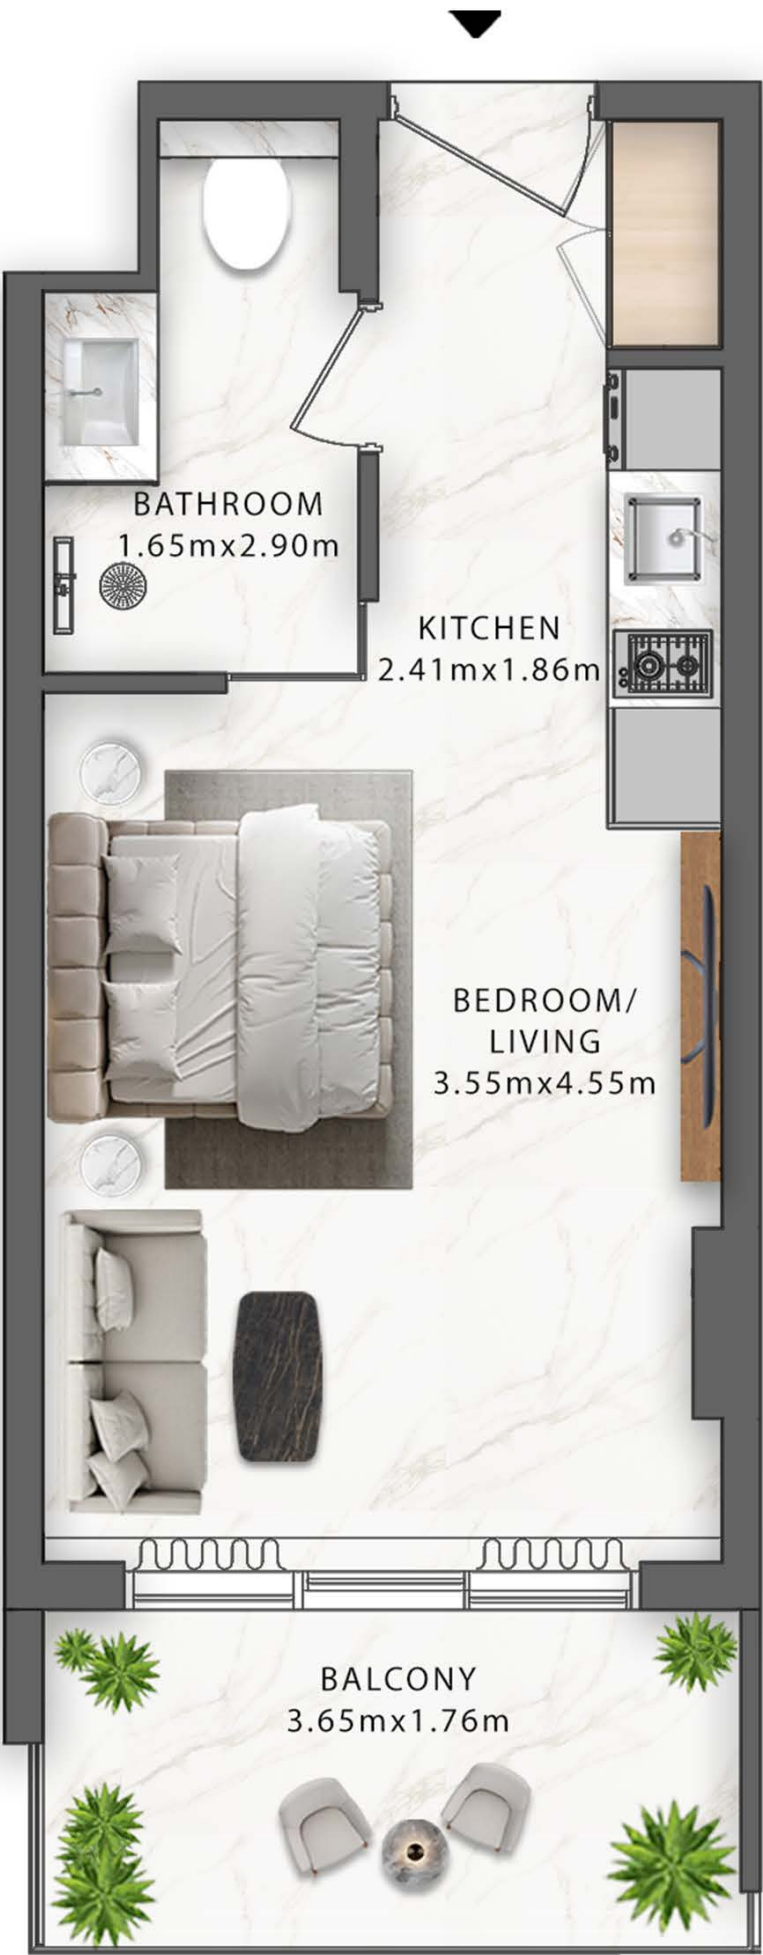 BATHROOM
1.65mx2.90m
KITCHEN
2.41mx1.86m
BEDROOM/
LIVING
3.55mx4.55m
BALCONY
3.65mx1.76m